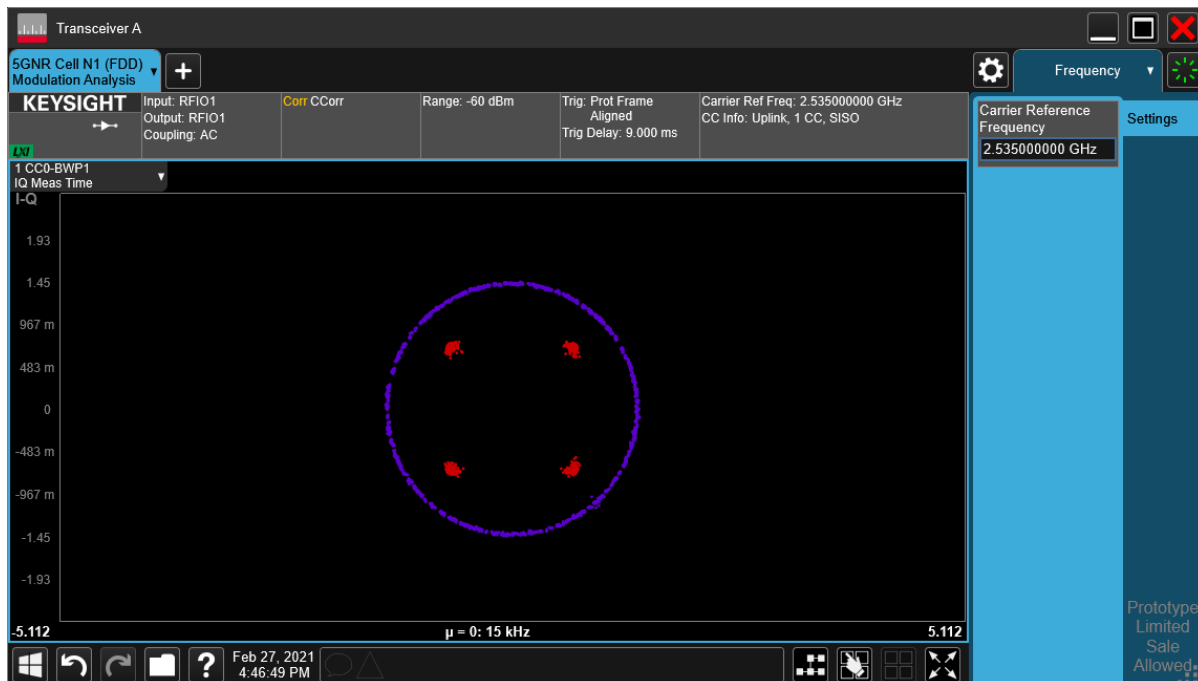 Transceiver A
5GNR Cell N1 (FDD)
Modulation Analysis
Frequency
KEYSIGHT
LXI
Input: RFIO1
Output: RFIO1
Coupling: AC
Corr CCorr
Range: -60 dBm
Trig: Prot Frame
Aligned
Trig Delay: 9.000 ms
Carrier Ref Freq: 2.535000000 GHz
CC Info: Uplink, 1 CC, SISO
Carrier Reference
Frequency
2.535000000 GHz
Settings
1 CC0-BWP1
IQ Meas Time
I-Q
1.93
1.45
967 m
483 m
0
-483 m
-967 m
-1.45
-1.93
-5.112
μ = 0: 15 kHz
5.112
Prototype
Limited
Sale
Allowed
?
Feb 27, 2021
4:46:49 PM